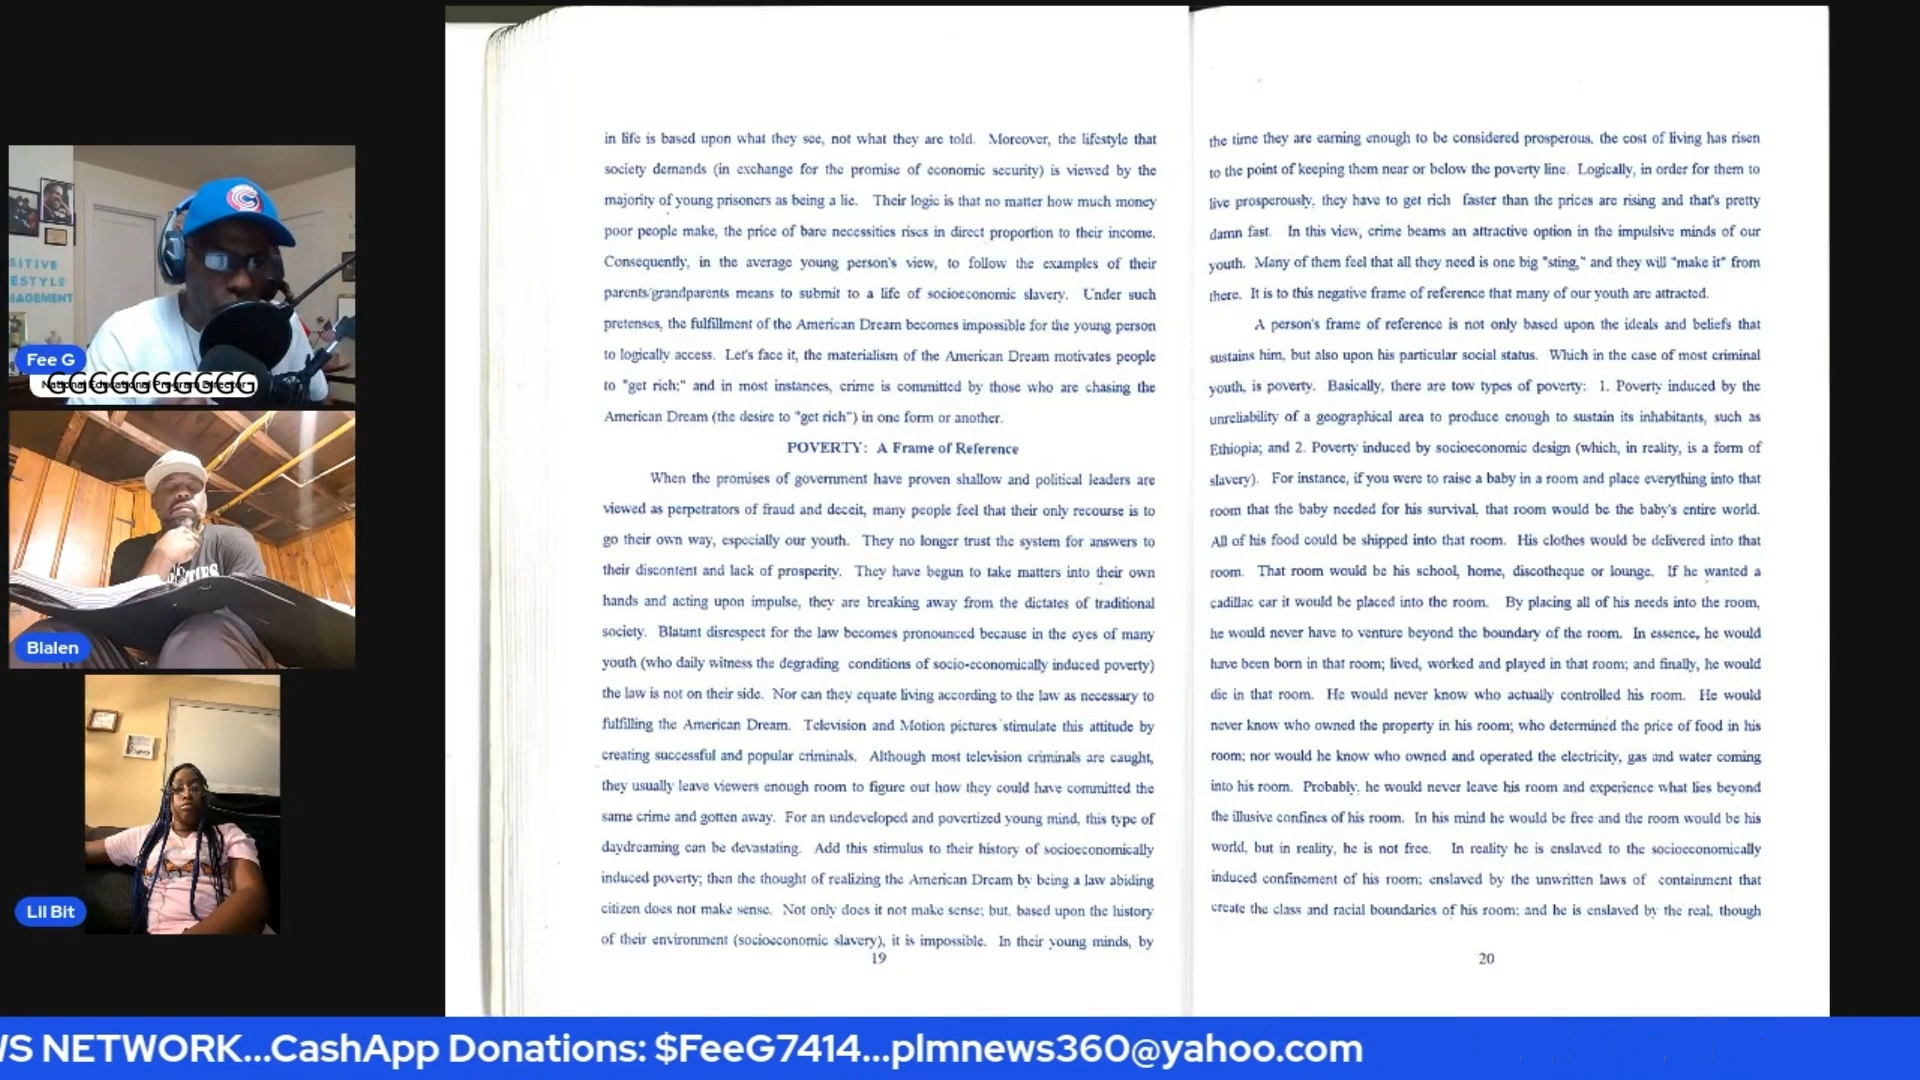 SITIVE
ESTYLE
AGEMENT
Fee G
National Educational Program Director
GGGGGGGGGG
Blalen
Lil Bit
in life is based upon what they see, not what they are told. Moreover, the lifestyle that
society demands (in exchange for the promise of economic security) is viewed by the
majority of young prisoners as being a lie. Their logic is that no matter how much money
poor people make, the price of bare necessities rises in direct proportion to their income.
Consequently, in the average young person's view, to follow the examples of their
parents/grandparents means to submit to a life of socioeconomic slavery. Under such
pretenses, the fulfillment of the American Dream becomes impossible for the young person
to logically access. Let's face it, the materialism of the American Dream motivates people
to "get rich;" and in most instances, crime is committed by those who are chasing the
American Dream (the desire to "get rich") in one form or another.
POVERTY: A Frame of Reference
When the promises of government have proven shallow and political leaders are
viewed as perpetrators of fraud and deceit, many people feel that their only recourse is to
go their own way, especially our youth. They no longer trust the system for answers to
their discontent and lack of prosperity. They have begun to take matters into their own
hands and acting upon impulse, they are breaking away from the dictates of traditional
society. Blatant disrespect for the law becomes pronounced because in the eyes of many
youth (who daily witness the degrading conditions of socio-economically induced poverty)
the law is not on their side. Nor can they equate living according to the law as necessary to
fulfilling the American Dream. Television and Motion pictures stimulate this attitude by
creating successful and popular criminals. Although most television criminals are caught,
they usually leave viewers enough room to figure out how they could have committed the
same crime and gotten away. For an undeveloped and povertized young mind, this type of
daydreaming can be devastating. Add this stimulus to their history of socioeconomically
induced poverty; then the thought of realizing the American Dream by being a law abiding
citizen does not make sense. Not only does it not make sense; but, based upon the history
of their environment (socioeconomic slavery), it is impossible. In their young minds, by
19
the time they are earning enough to be considered prosperous, the cost of living has risen
to the point of keeping them near or below the poverty line. Logically, in order for them to
live prosperously, they have to get rich faster than the prices are rising and that's pretty
damn fast. In this view, crime beams an attractive option in the impulsive minds of our
youth. Many of them feel that all they need is one big "sting," and they will "make it" from
there. It is to this negative frame of reference that many of our youth are attracted.
A person's frame of reference is not only based upon the ideals and beliefs that
sustains him, but also upon his particular social status. Which in the case of most criminal
youth, is poverty. Basically, there are tow types of poverty: 1. Poverty induced by the
unreliability of a geographical area to produce enough to sustain its inhabitants, such as
Ethiopia; and 2. Poverty induced by socioeconomic design (which, in reality, is a form of
slavery). For instance, if you were to raise a baby in a room and place everything into that
room that the baby needed for his survival, that room would be the baby's entire world.
All of his food could be shipped into that room. His clothes would be delivered into that
room. That room would be his school, home, discotheque or lounge. If he wanted a
cadillac car it would be placed into the room. By placing all of his needs into the room,
he would never have to venture beyond the boundary of the room. In essence, he would
have been born in that room; lived, worked and played in that room; and finally, he would
die in that room. He would never know who actually controlled his room. He would
never know who owned the property in his room; who determined the price of food in his
room; nor would he know who owned and operated the electricity, gas and water coming
into his room. Probably, he would never leave his room and experience what lies beyond
the illusive confines of his room. In his mind he would be free and the room would be his
world, but in reality, he is not free. In reality he is enslaved to the socioeconomically
induced confinement of his room; enslaved by the unwritten laws of containment that
create the class and racial boundaries of his room; and he is enslaved by the real, though
20
WS NETWORK...CashApp Donations: $FeeG7414...plmnews360@yahoo.com